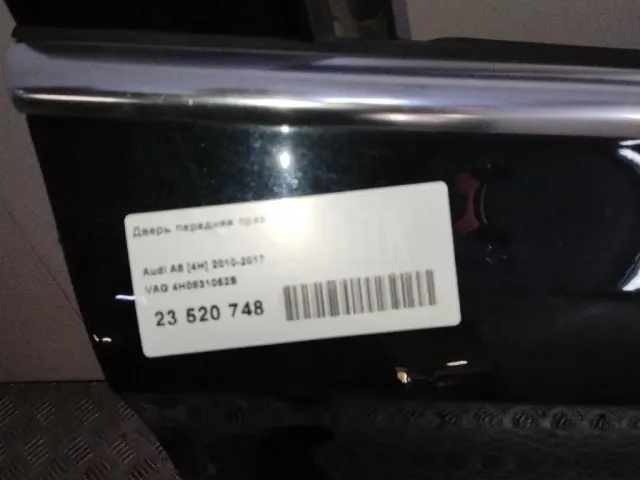 Дверь передняя прав
Audi A8 [4H] 2010-2017
VAG 4H0831052B
23 520 748